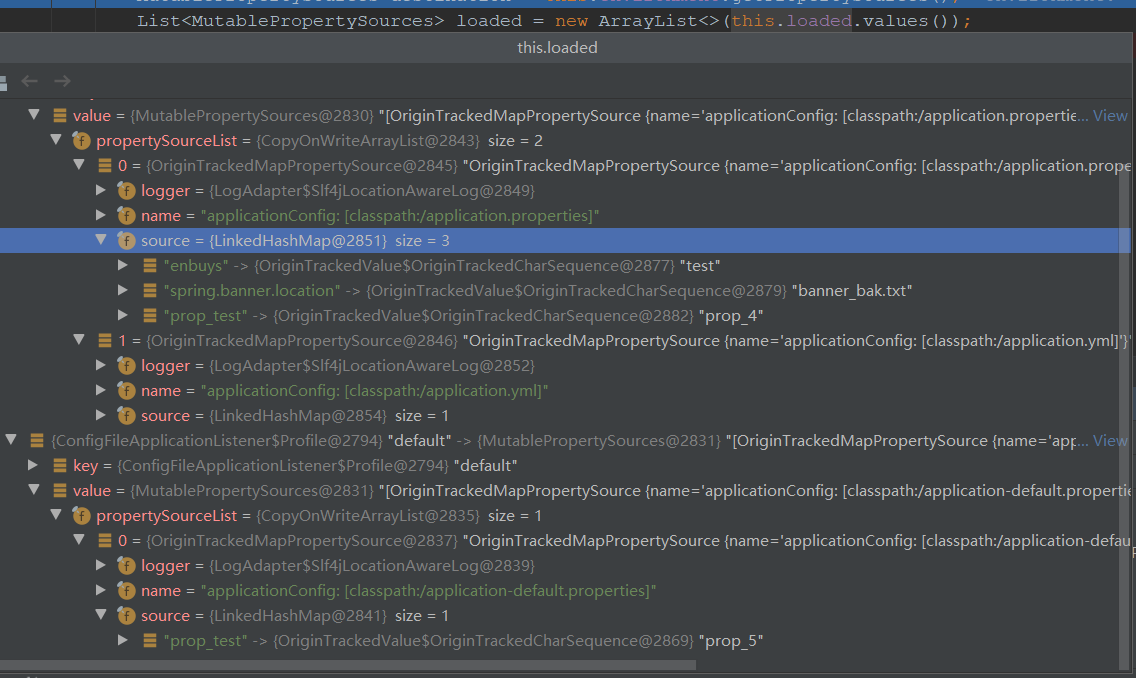 List<MutablePropertySources> loaded = new ArrayList<>(this.loaded.values());
this.loaded
value = {MutablePropertySources@2830} "[OriginTrackedMapPropertySource {name='applicationConfig: [classpath:/application.propertie... View
propertySourceList = {CopyOnWriteArrayList@2843} size = 2
0 = {OriginTrackedMapPropertySource@2845} "OriginTrackedMapPropertySource {name='applicationConfig: [classpath:/application.prope
logger = {LogAdapter$Slf4jLocationAwareLog@2849}
name = "applicationConfig: [classpath:/application.properties]"
source = {LinkedHashMap@2851} size = 3
"enbuys" -> {OriginTrackedValue$OriginTrackedCharSequence@2877} "test"
"spring.banner.location" -> {OriginTrackedValue$OriginTrackedCharSequence@2879} "banner_bak.txt"
"prop_test" -> {OriginTrackedValue$OriginTrackedCharSequence@2882} "prop_4"
1 = {OriginTrackedMapPropertySource@2846} "OriginTrackedMapPropertySource {name='applicationConfig: [classpath:/application.yml]'}"
logger = {LogAdapter$Slf4jLocationAwareLog@2852}
name = "applicationConfig: [classpath:/application.yml]"
source = {LinkedHashMap@2854} size = 1
{ConfigFileApplicationListener$Profile@2794} "default" -> {MutablePropertySources@2831} "[OriginTrackedMapPropertySource {name='app... View
key = {ConfigFileApplicationListener$Profile@2794} "default"
value = {MutablePropertySources@2831} "[OriginTrackedMapPropertySource {name='applicationConfig: [classpath:/application-default.propertie
propertySourceList = {CopyOnWriteArrayList@2835} size = 1
0 = {OriginTrackedMapPropertySource@2837} "OriginTrackedMapPropertySource {name='applicationConfig: [classpath:/application-defau
logger = {LogAdapter$Slf4jLocationAwareLog@2839}
name = "applicationConfig: [classpath:/application-default.properties]"
source = {LinkedHashMap@2841} size = 1
"prop_test" -> {OriginTrackedValue$OriginTrackedCharSequence@2869} "prop_5"